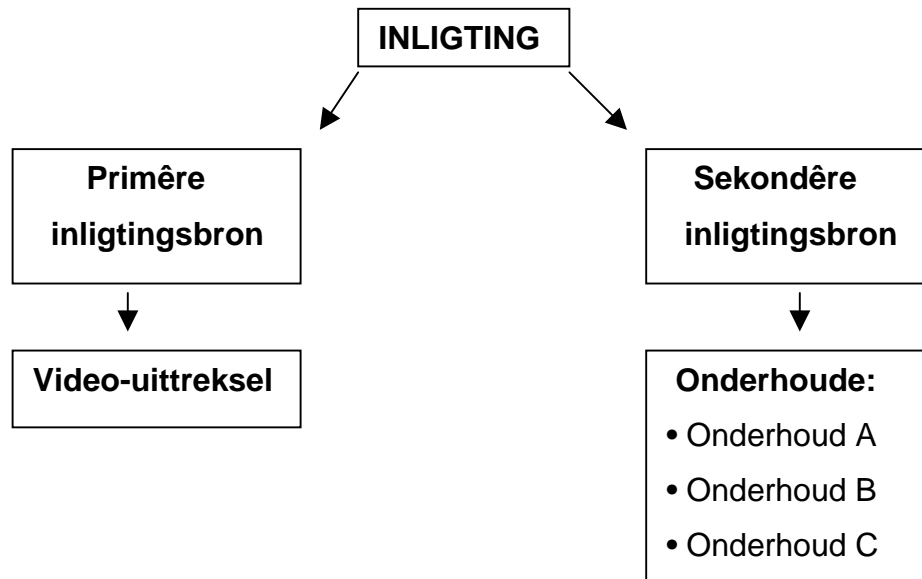 INLIGTING
Primêre
inligtingsbron
Sekondêre
inligtingsbron
Video-uittreksel
Onderhoude:
• Onderhoud A
• Onderhoud B
• Onderhoud C